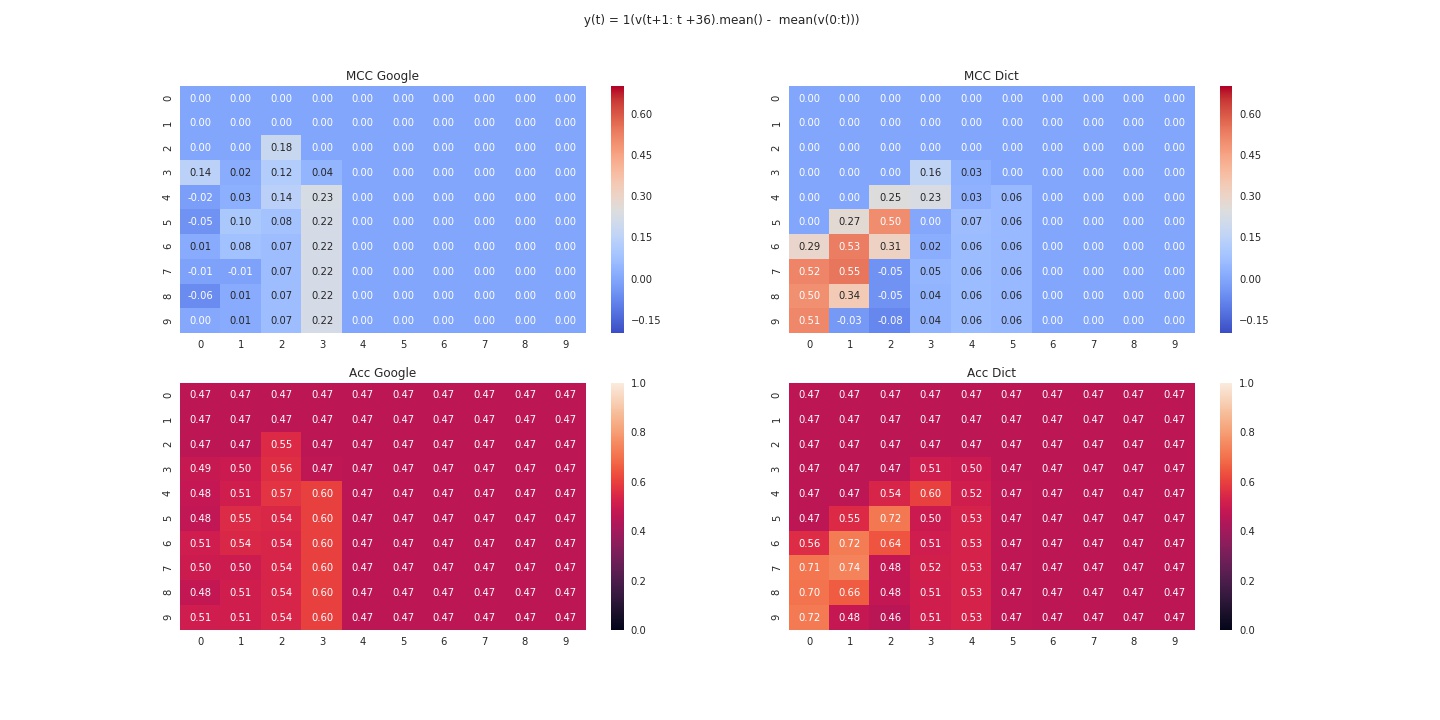 y(t) = 1(v(t+1: t +36).mean() -  mean(v(0:t)))
MCC Google
0 0.00 0.00 0.00 0.00 0.00 0.00 0.00 0.00 0.00 0.00
1 0.00 0.00 0.00 0.00 0.00 0.00 0.00 0.00 0.00 0.00
2 0.00 0.00 0.18 0.00 0.00 0.00 0.00 0.00 0.00 0.00
3 0.14 0.02 0.12 0.04 0.00 0.00 0.00 0.00 0.00 0.00
4 -0.02 0.03 0.14 0.23 0.00 0.00 0.00 0.00 0.00 0.00
5 -0.05 0.10 0.08 0.22 0.00 0.00 0.00 0.00 0.00 0.00
6 0.01 0.08 0.07 0.22 0.00 0.00 0.00 0.00 0.00 0.00
7 -0.01 -0.01 0.07 0.22 0.00 0.00 0.00 0.00 0.00 0.00
8 -0.06 0.01 0.07 0.22 0.00 0.00 0.00 0.00 0.00 0.00
9 0.00 0.01 0.07 0.22 0.00 0.00 0.00 0.00 0.00 0.00
0 1 2 3 4 5 6 7 8 9
0.60
0.45
0.30
0.15
0.00
−0.15
MCC Dict
0 0.00 0.00 0.00 0.00 0.00 0.00 0.00 0.00 0.00 0.00
1 0.00 0.00 0.00 0.00 0.00 0.00 0.00 0.00 0.00 0.00
2 0.00 0.00 0.00 0.00 0.00 0.00 0.00 0.00 0.00 0.00
3 0.00 0.00 0.00 0.16 0.03 0.00 0.00 0.00 0.00 0.00
4 0.00 0.00 0.25 0.23 0.03 0.06 0.00 0.00 0.00 0.00
5 0.00 0.27 0.50 0.00 0.07 0.06 0.00 0.00 0.00 0.00
6 0.29 0.53 0.31 0.02 0.06 0.06 0.00 0.00 0.00 0.00
7 0.52 0.55 -0.05 0.05 0.06 0.06 0.00 0.00 0.00 0.00
8 0.50 0.34 -0.05 0.04 0.06 0.06 0.00 0.00 0.00 0.00
9 0.51 -0.03 -0.08 0.04 0.06 0.06 0.00 0.00 0.00 0.00
0 1 2 3 4 5 6 7 8 9
0.60
0.45
0.30
0.15
0.00
−0.15
Acc Google
0 0.47 0.47 0.47 0.47 0.47 0.47 0.47 0.47 0.47 0.47
1 0.47 0.47 0.47 0.47 0.47 0.47 0.47 0.47 0.47 0.47
2 0.47 0.47 0.55 0.47 0.47 0.47 0.47 0.47 0.47 0.47
3 0.49 0.50 0.56 0.47 0.47 0.47 0.47 0.47 0.47 0.47
4 0.48 0.51 0.57 0.60 0.47 0.47 0.47 0.47 0.47 0.47
5 0.48 0.55 0.54 0.60 0.47 0.47 0.47 0.47 0.47 0.47
6 0.51 0.54 0.54 0.60 0.47 0.47 0.47 0.47 0.47 0.47
7 0.50 0.50 0.54 0.60 0.47 0.47 0.47 0.47 0.47 0.47
8 0.48 0.51 0.54 0.60 0.47 0.47 0.47 0.47 0.47 0.47
9 0.51 0.51 0.54 0.60 0.47 0.47 0.47 0.47 0.47 0.47
0 1 2 3 4 5 6 7 8 9
1.0
0.8
0.6
0.4
0.2
0.0
Acc Dict
0 0.47 0.47 0.47 0.47 0.47 0.47 0.47 0.47 0.47 0.47
1 0.47 0.47 0.47 0.47 0.47 0.47 0.47 0.47 0.47 0.47
2 0.47 0.47 0.47 0.47 0.47 0.47 0.47 0.47 0.47 0.47
3 0.47 0.47 0.47 0.51 0.50 0.47 0.47 0.47 0.47 0.47
4 0.47 0.47 0.54 0.60 0.52 0.47 0.47 0.47 0.47 0.47
5 0.47 0.55 0.72 0.50 0.53 0.47 0.47 0.47 0.47 0.47
6 0.56 0.72 0.64 0.51 0.53 0.47 0.47 0.47 0.47 0.47
7 0.71 0.74 0.48 0.52 0.53 0.47 0.47 0.47 0.47 0.47
8 0.70 0.66 0.48 0.51 0.53 0.47 0.47 0.47 0.47 0.47
9 0.72 0.48 0.46 0.51 0.53 0.47 0.47 0.47 0.47 0.47
0 1 2 3 4 5 6 7 8 9
1.0
0.8
0.6
0.4
0.2
0.0